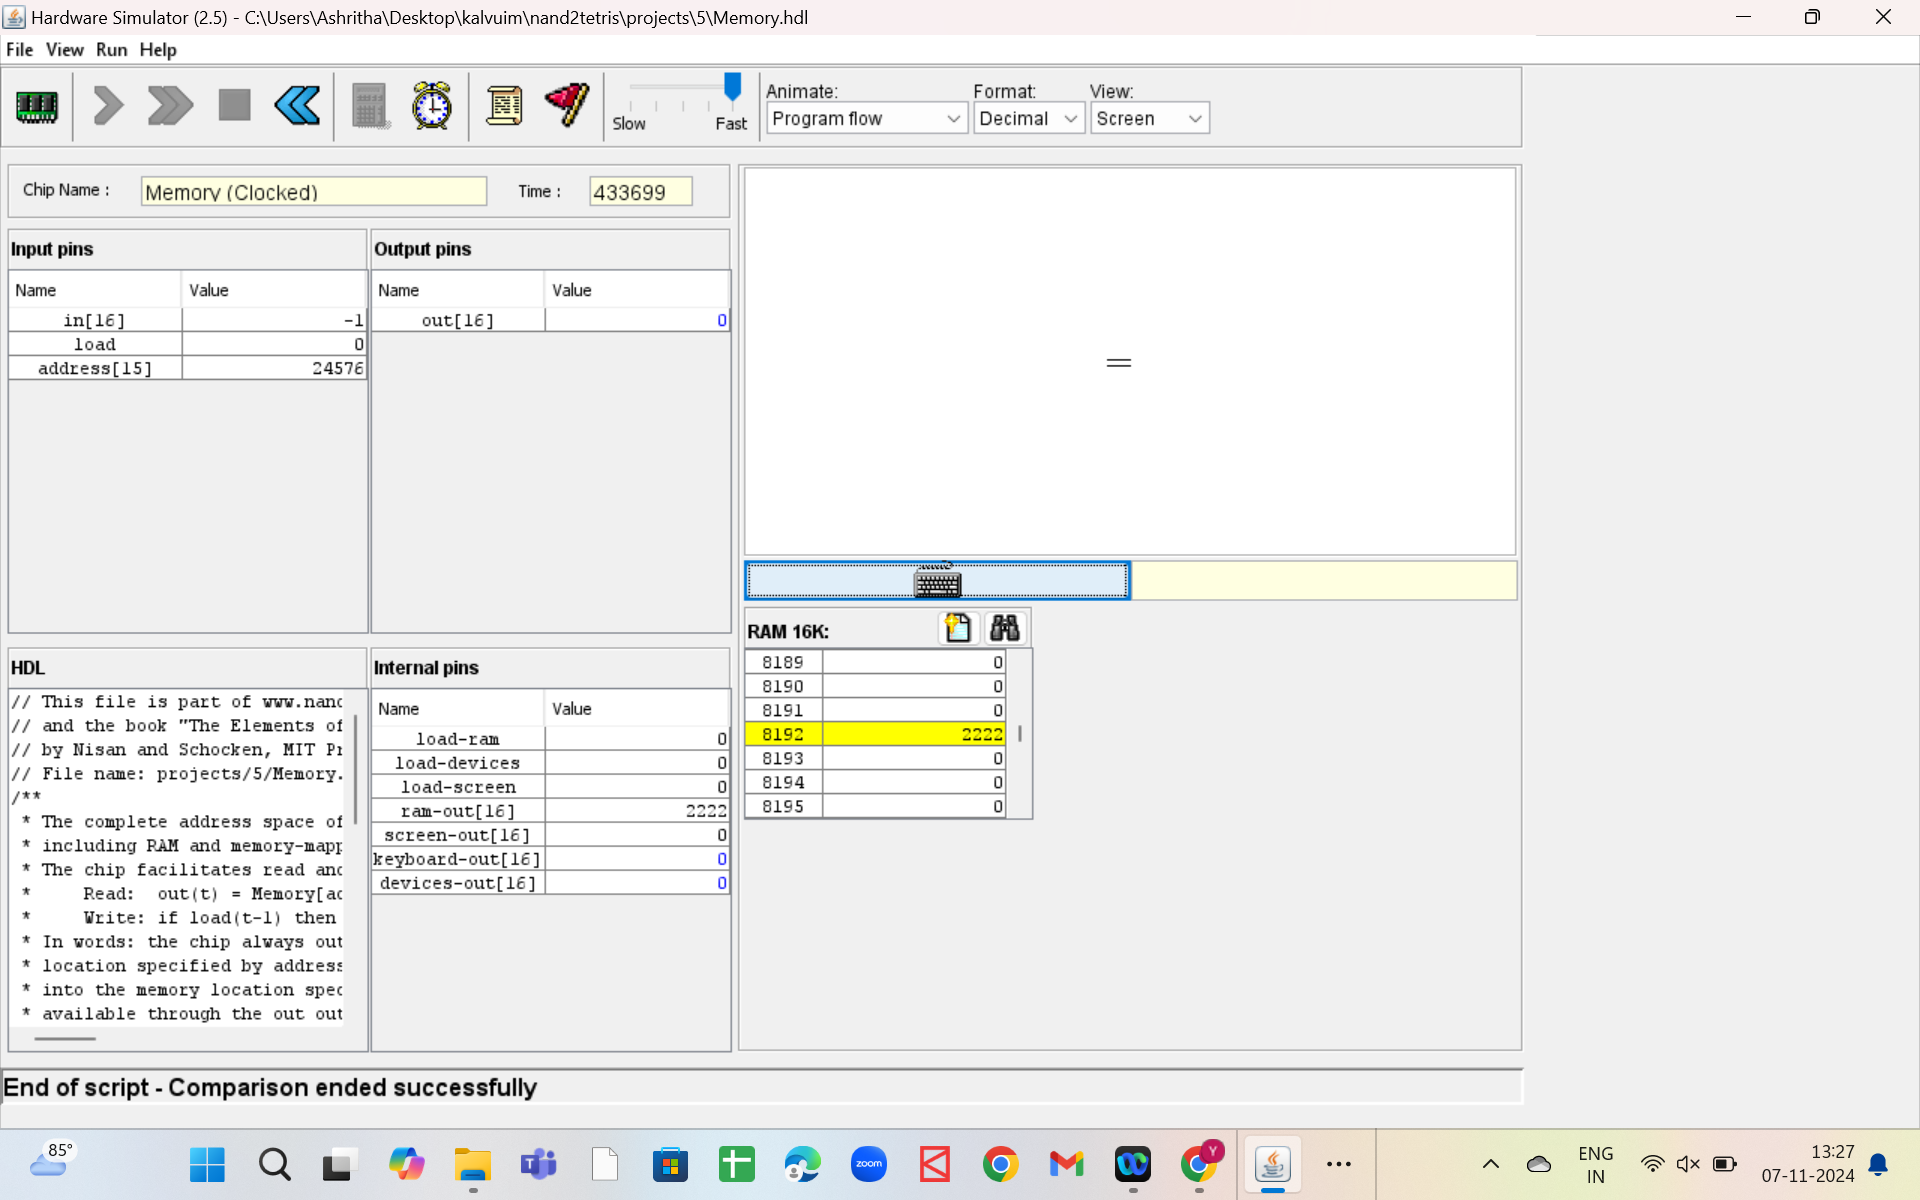 Hardware Simulator (2.5) - C:\Users\Ashritha\Desktop\kalvuim\nand2tetris\projects\5\Memory.hdl
File View Run Help
Slow Fast
Animate: Format: View:
Program flow Decimal Screen
Chip Name : Memory (Clocked) Time : 433699
Input pins
Name Value
in[16] -1
load 0
address[15] 24576
Output pins
Name Value
out[16] 0
HDL
// This file is part of www.nanc
// and the book "The Elements of
// by Nisan and Schocken, MIT Pr
// File name: projects/5/Memory.
/**
* The complete address space of
* including RAM and memory-mapp
* The chip facilitates read and
* Read: out(t) = Memory[ad
* Write: if load(t-1) then
* In words: the chip always out
* location specified by address
* into the memory location spec
* available through the out out
Internal pins
Name Value
load-ram 0
load-devices 0
load-screen 0
ram-out[16] 2222
screen-out[16] 0
keyboard-out[16] 0
devices-out[16] 0
RAM 16K:
8189 0
8190 0
8191 0
8192 2222
8193 0
8194 0
8195 0
End of script - Comparison ended successfully
85°
zoom
Y
ENG
IN
13:27
07-11-2024